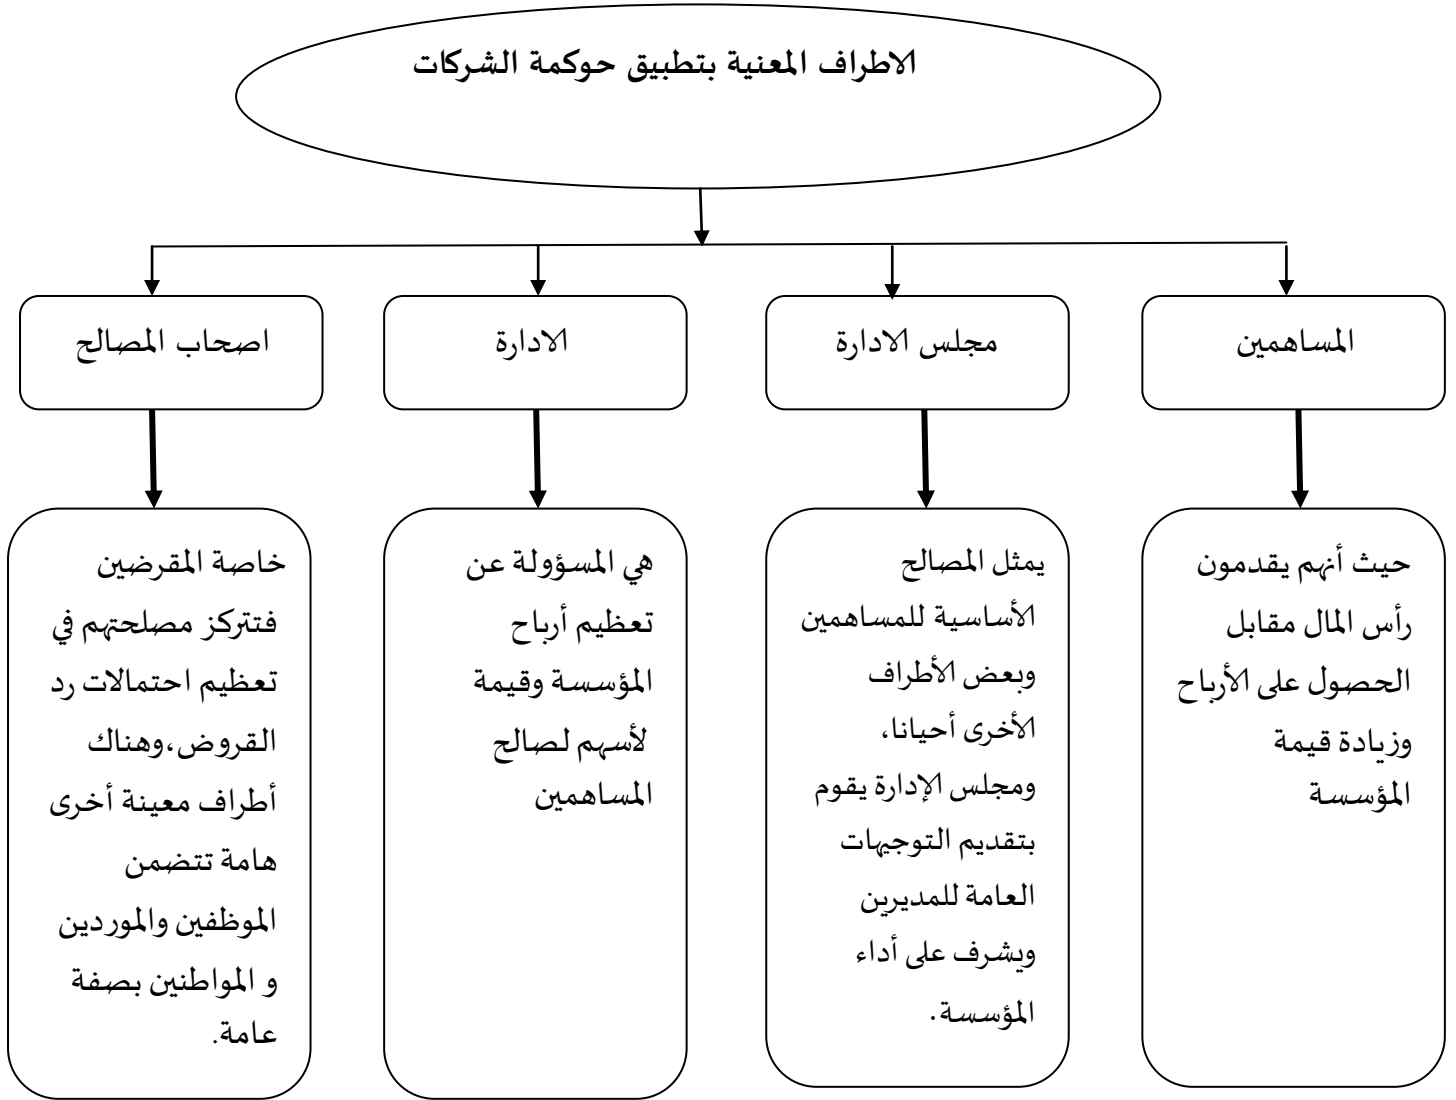 الاطراف المعنية بتطبيق حوكمة الشركات
المساهمين
مجلس الادارة
الادارة
اصحاب المصالح
حيث أنهم يقدمون
رأس المال مقابل
الحصول على الأرباح
وزيادة قيمة
المؤسسة
يمثل المصالح
الأساسية للمساهمين
وبعض الأطراف
الأخرى أحيانا،
ومجلس الإدارة يقوم
بتقديم التوجيهات
العامة للمديرين
ويشرف على أداء
المؤسسة.
هي المسؤولة عن
تعظيم أرباح
المؤسسة وقيمة
لأسهم لصالح
المساهمين
خاصة المقرضين
فتتركز مصلحتهم في
تعظيم احتمالات رد
القروض،وهناك
أطراف معينة أخرى
هامة تتضمن
الموظفين والموردين
و المواطنين بصفة
عامة.